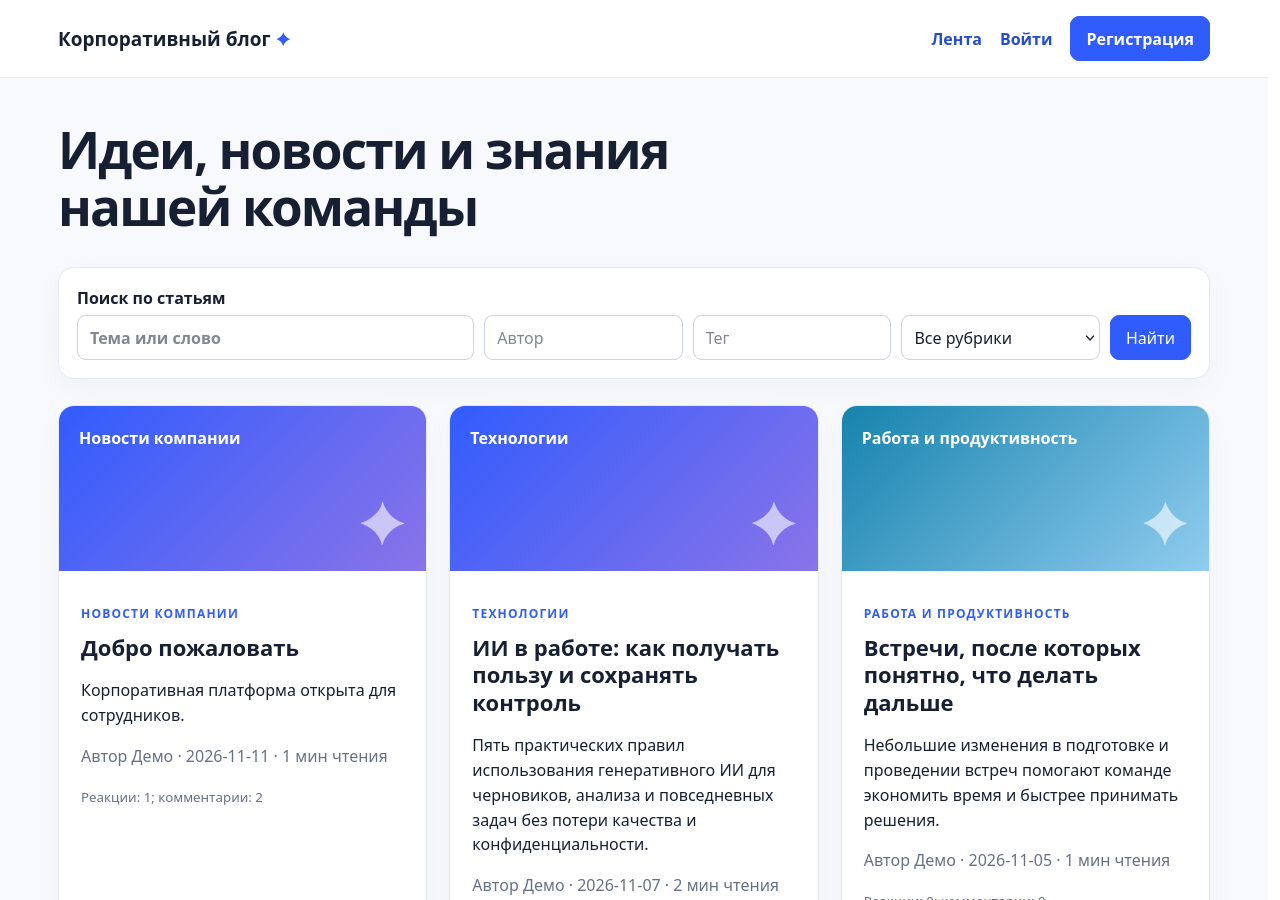 Корпоративный блог ✦
Лента Войти Регистрация
Идеи, новости и знания
нашей команды
Поиск по статьям
Тема или слово Автор Тег Все рубрики Найти
Новости компании
НОВОСТИ КОМПАНИИ
Добро пожаловать
Корпоративная платформа открыта для
сотрудников.
Автор Демо · 2026-11-11 · 1 мин чтения
Реакции: 1; комментарии: 2
Технологии
ТЕХНОЛОГИИ
ИИ в работе: как получать
пользу и сохранять
контроль
Пять практических правил
использования генеративного ИИ для
черновиков, анализа и повседневных
задач без потери качества и
конфиденциальности.
Автор Демо · 2026-11-07 · 2 мин чтения
Работа и продуктивность
РАБОТА И ПРОДУКТИВНОСТЬ
Встречи, после которых
понятно, что делать
дальше
Небольшие изменения в подготовке и
проведении встреч помогают команде
экономить время и быстрее принимать
решения.
Автор Демо · 2026-11-05 · 1 мин чтения